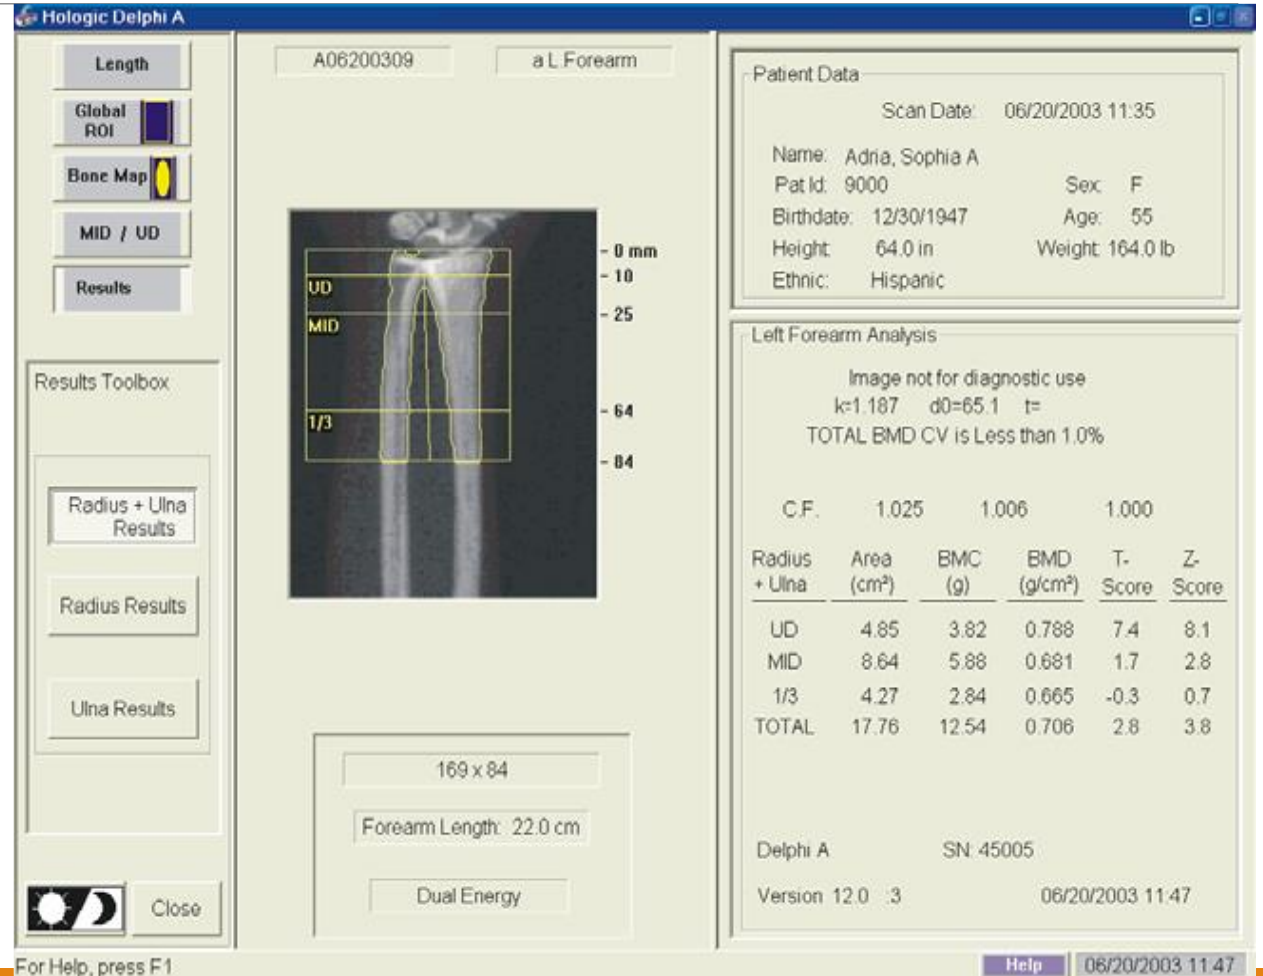 Hologic Delphi A
Length
Global
ROI
Bone Map
MID / UD
Results
Results Toolbox
Radius + Ulna
Results
Radius Results
Ulna Results
Close
A06200309
a L Forearm
UD
MID
1/3
- 0 mm
- 10
- 25
- 64
- 84
169 x 84
Forearm Length: 22.0 cm
Dual Energy
Patient Data
Scan Date: 06/20/2003 11:35
Name: Adria, Sophia A
Pat Id: 9000 Sex: F
Birthdate: 12/30/1947 Age: 55
Height: 64.0 in Weight: 164.0 lb
Ethnic: Hispanic
Left Forearm Analysis
Image not for diagnostic use
k=1.187 d0=65.1 t=
TOTAL BMD CV is Less than 1.0%
C.F. 1.025 1.006 1.000
Radius Area BMC BMD T- Z-
+ Ulna (cm²) (g) (g/cm²) Score Score
UD 4.85 3.82 0.788 7.4 8.1
MID 8.64 5.88 0.681 1.7 2.8
1/3 4.27 2.84 0.665 -0.3 0.7
TOTAL 17.76 12.54 0.706 2.8 3.8
Delphi A SN: 45005
Version 12.0 :3 06/20/2003 11:47
For Help, press F1
Help
06/20/2003 11:47